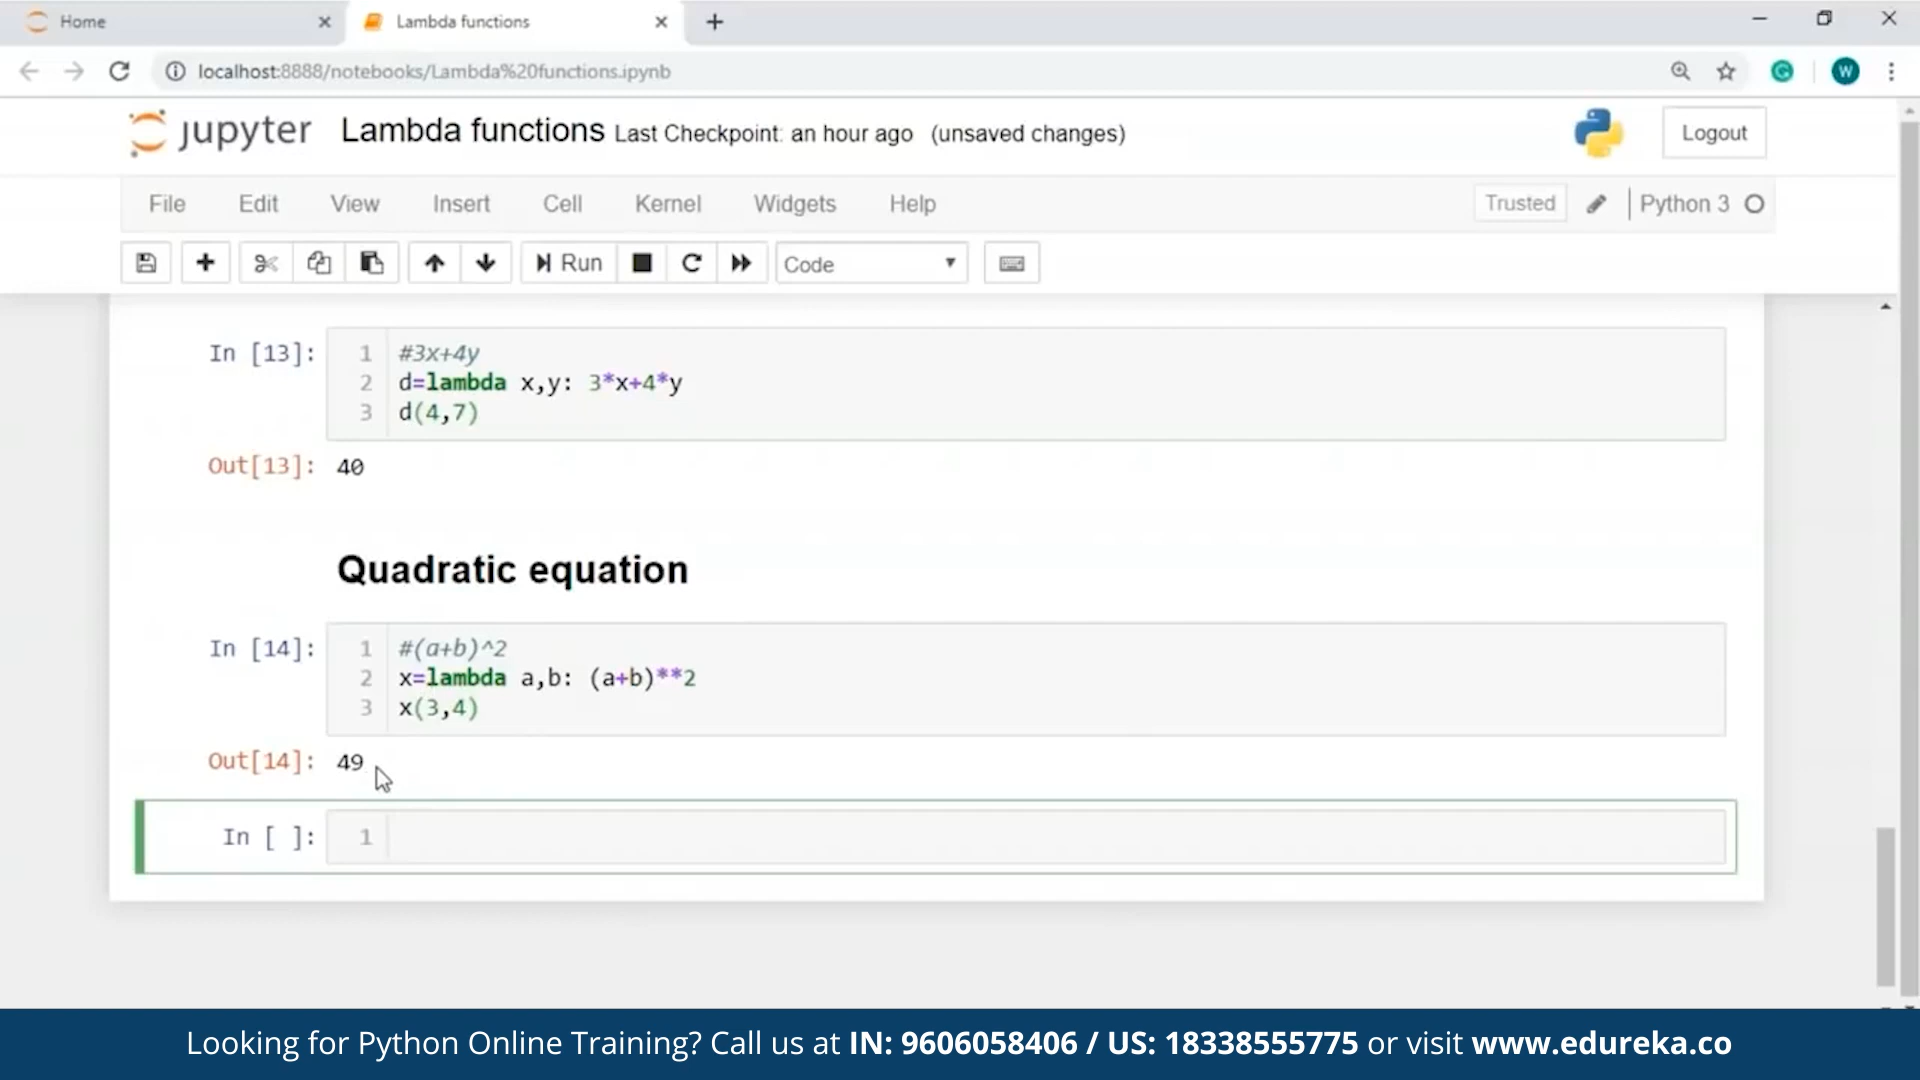 Home
Lambda functions
localhost:8888/notebooks/Lambda%20functions.ipynb
W
jupyter Lambda functions Last Checkpoint: an hour ago (unsaved changes)
Logout
File Edit View Insert Cell Kernel Widgets Help
Trusted Python 3
Run
Code
In [13]:
1 #3x+4y
2 d=lambda x,y: 3*x+4*y
3 d(4,7)
Out[13]: 40
Quadratic equation
In [14]:
1 #(a+b)^2
2 x=lambda a,b: (a+b)**2
3 x(3,4)
Out[14]: 49
In [ ]: 1
Looking for Python Online Training? Call us at IN: 9606058406 / US: 18338555775 or visit www.edureka.co